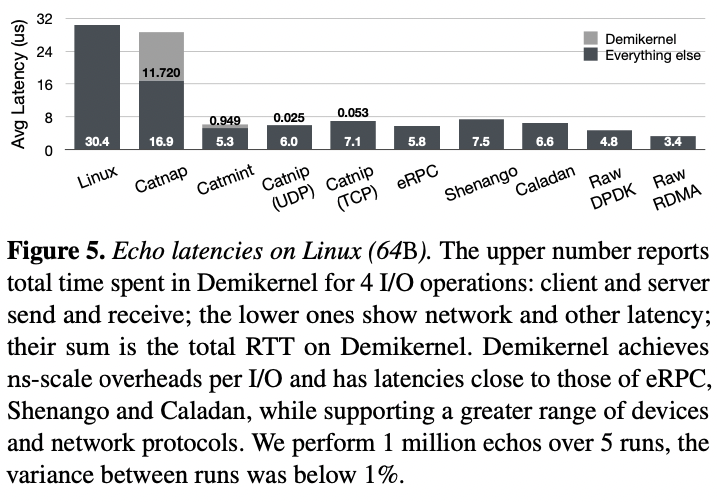 Avg Latency (us)
32
24
16
8
0
Demikernel
Everything else
11.720
0.949
0.025
0.053
30.4
16.9
5.3
6.0
7.1
5.8
7.5
6.6
4.8
3.4
Linux
Catnap
Catmint
Catnip
(UDP)
Catnip
(TCP)
eRPC
Shenango
Caladan
Raw
DPDK
Raw
RDMA
Figure 5. Echo latencies on Linux (64B). The upper number reports
total time spent in Demikernel for 4 I/O operations: client and server
send and receive; the lower ones show network and other latency;
their sum is the total RTT on Demikernel. Demikernel achieves
ns-scale overheads per I/O and has latencies close to those of eRPC,
Shenango and Caladan, while supporting a greater range of devices
and network protocols. We perform 1 million echos over 5 runs, the
variance between runs was below 1%.